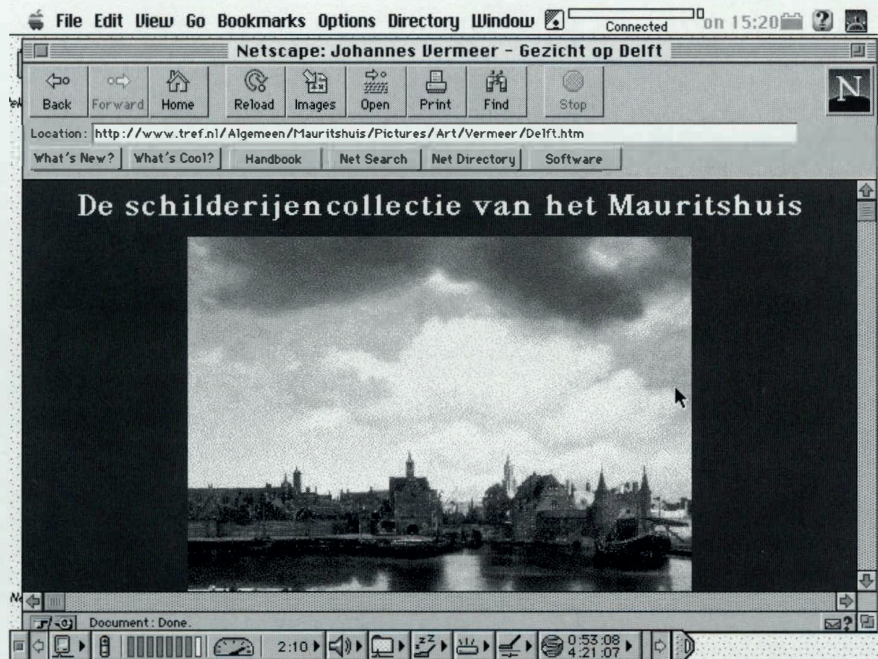 File Edit View Go Bookmarks Options Directory Window Connected on 15:20 ?
Netscape: Johannes Vermeer – Gezicht op Delft
Back Forward Home Reload Images Open Print Find Stop N
Location: http://www.tref.nl/Algemeen/Mauritshuis/Pictures/Art/Vermeer/Delft.htm
What's New? What's Cool? Handbook Net Search Net Directory Software
De schilderijencollectie van het Mauritshuis
Document: Done. ?
2:10 zZ 0:53:08
4:21:07